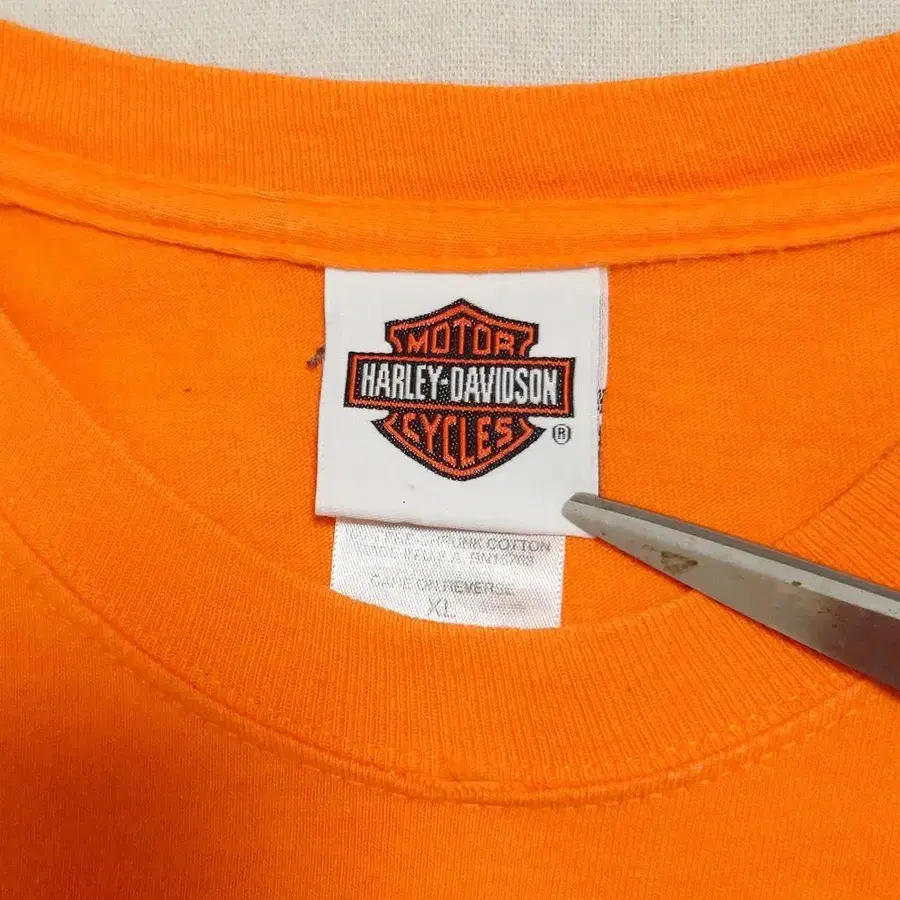 MOTOR
HARLEY-DAVIDSON
CYCLES
®
COTTON
CARE ON REVERSE
XL